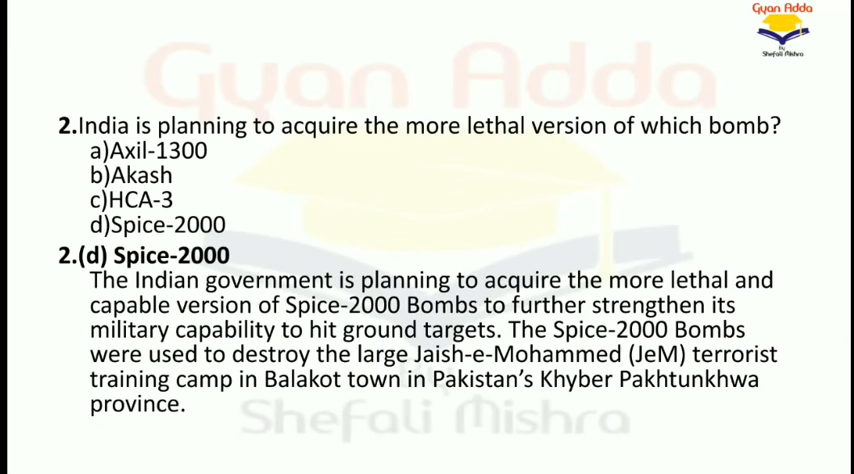 Gyan Adda
By
Shefali Mishra
Gyan Adda
2.India is planning to acquire the more lethal version of which bomb?
a)Axil-1300
b)Akash
c)HCA-3
d)Spice-2000
2.(d) Spice-2000
The Indian government is planning to acquire the more lethal and
capable version of Spice-2000 Bombs to further strengthen its
military capability to hit ground targets. The Spice-2000 Bombs
were used to destroy the large Jaish-e-Mohammed (JeM) terrorist
training camp in Balakot town in Pakistan's Khyber Pakhtunkhwa
province.
By
Shefali Mishra